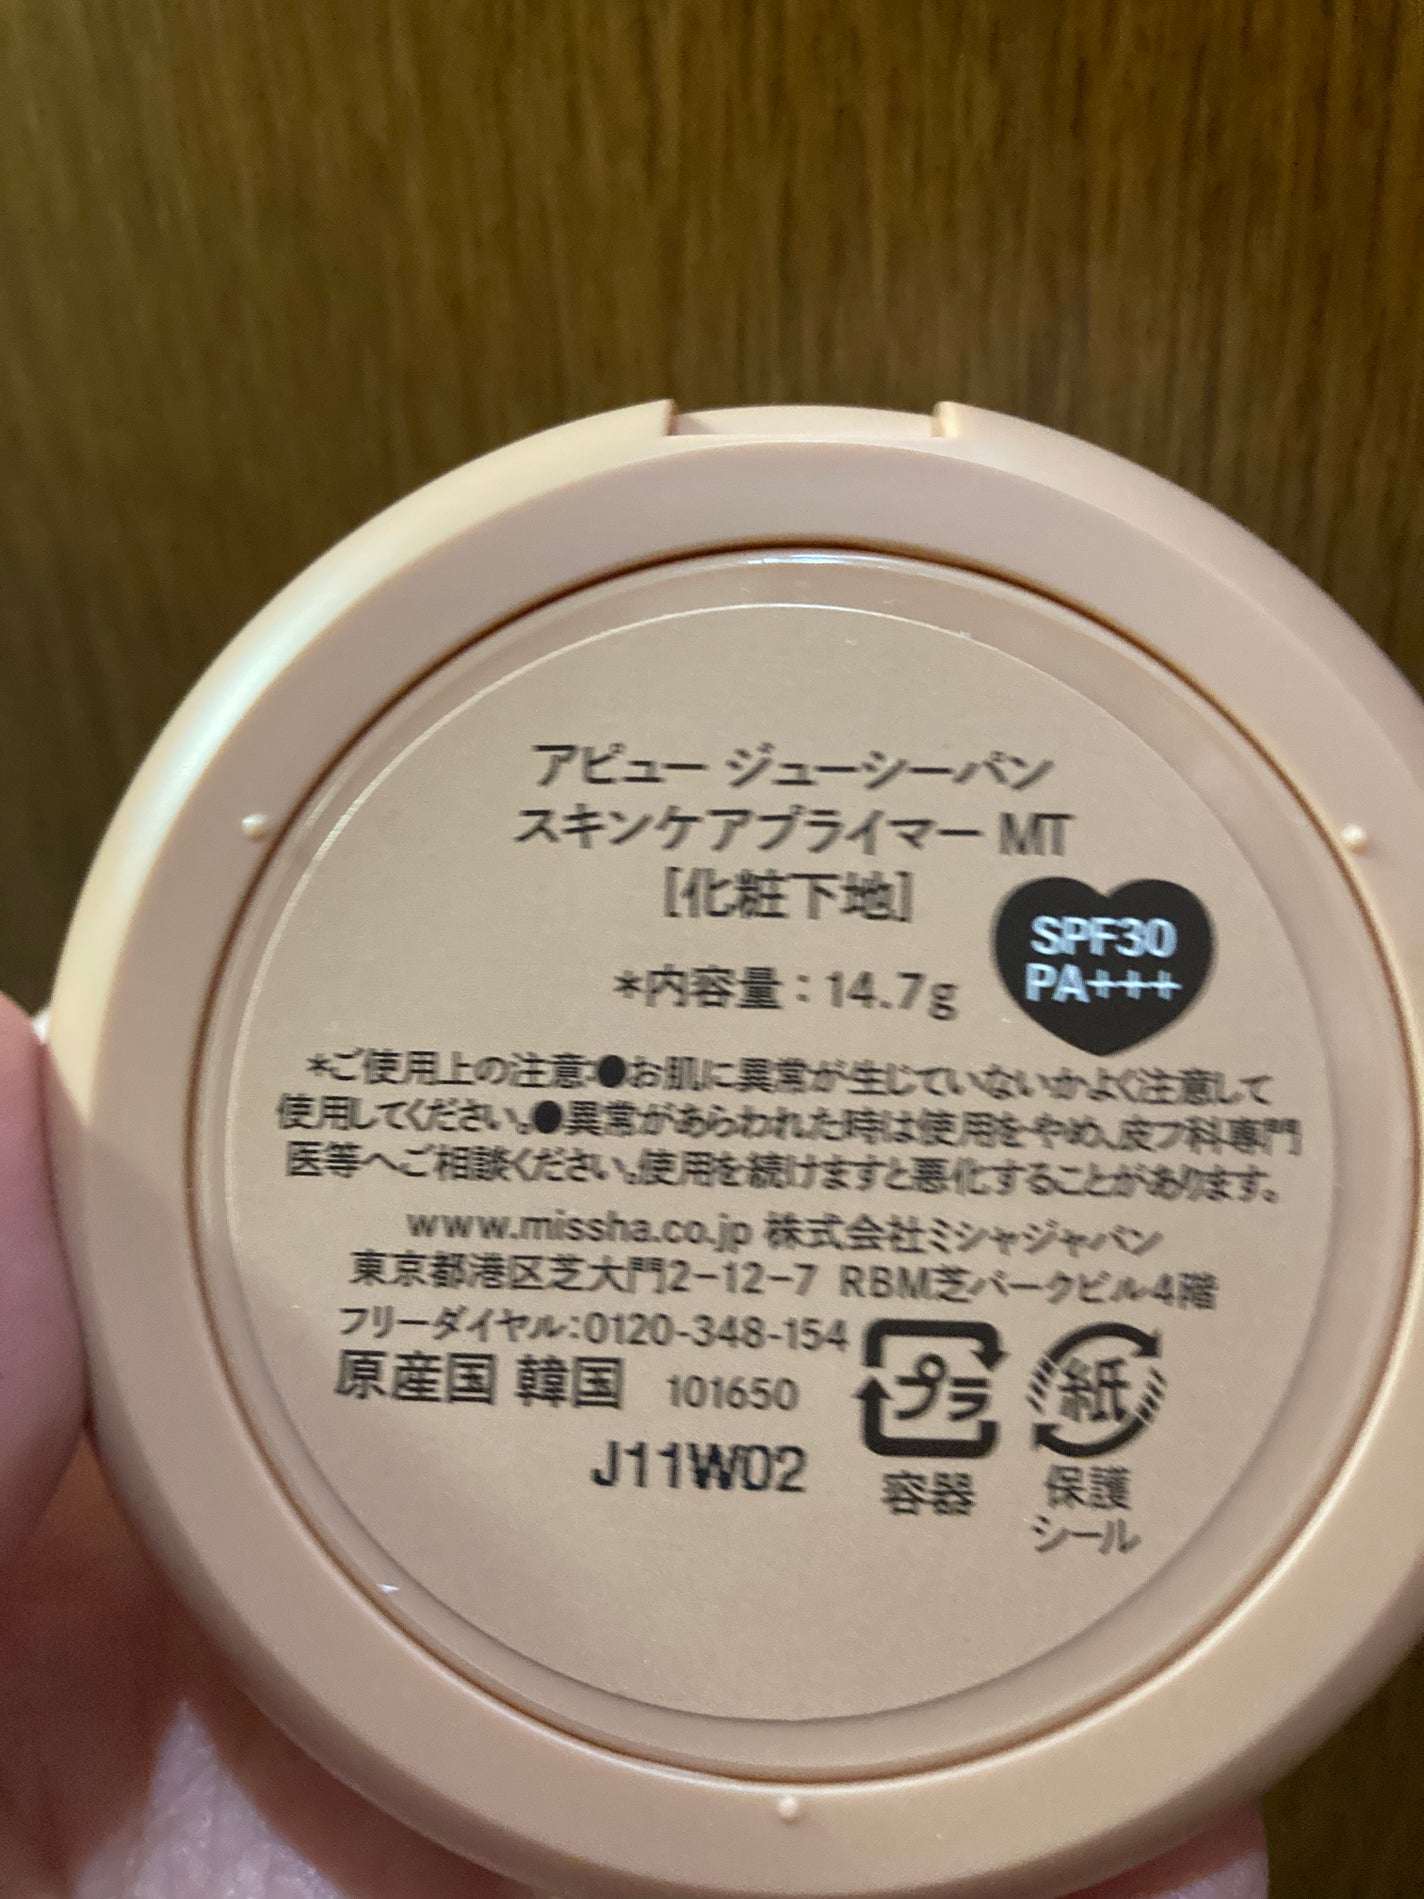 アピュー ジューシーパン
スキンケアプライマー MT
[化粧下地]
SPF30
PA+++
*内容量：14.7g
*ご使用上の注意:●お肌に異常が生じていないかよく注意して
使用してください。●異常があらわれた時は使用をやめ、皮フ科専門
医等へご相談ください。使用を続けますと悪化することがあります。
www.missha.co.jp 株式会社ミシャジャパン
東京都港区芝大門2-12-7 RBM芝パークビル4階
フリーダイヤル:0120-348-154
原産国 韓国 101650
J11W02
プラ
容器
紙
保護
シール